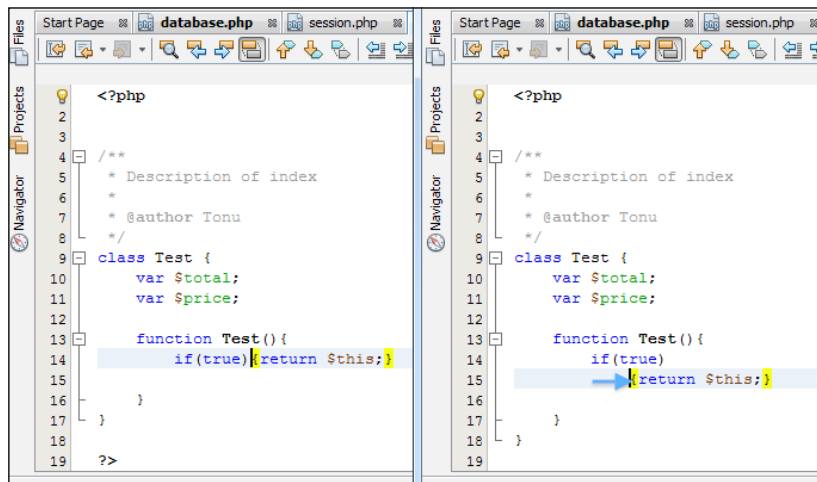 Start Page database.php session.php
Files
Projects
Navigator
<?php
2
3
4 /**
5 * Description of index
6 *
7 * @author Tonu
8 */
9 class Test {
10 var $total;
11 var $price;
12
13 function Test(){
14 if(true){return $this;}
15
16 }
17 }
18
19 ?>
Start Page database.php session.php
Files
Projects
Navigator
<?php
2
3
4 /**
5 * Description of index
6 *
7 * @author Tonu
8 */
9 class Test {
10 var $total;
11 var $price;
12
13 function Test(){
14 if(true)
15 {return $this;}
16
17 }
18 }
19